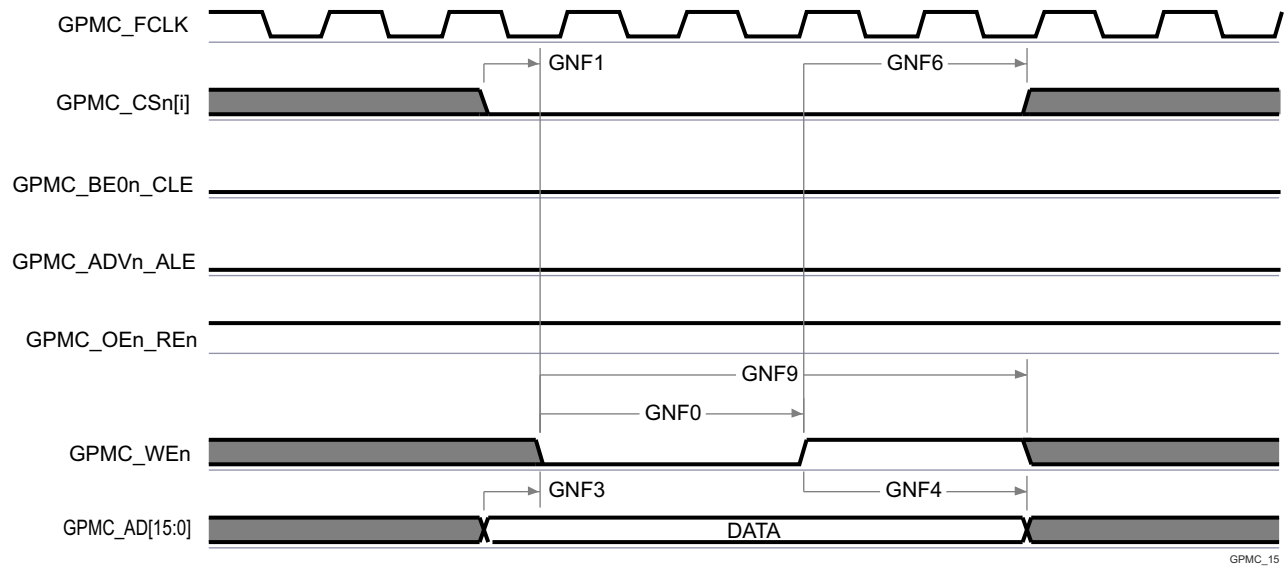 GPMC_FCLK
GNF1
GNF6
GPMC_CSn[i]
GPMC_BE0n_CLE
GPMC_ADVn_ALE
GPMC_OEn_REn
GNF9
GNF0
GPMC_WEn
GNF3
GNF4
GPMC_AD[15:0]
DATA
GPMC_15